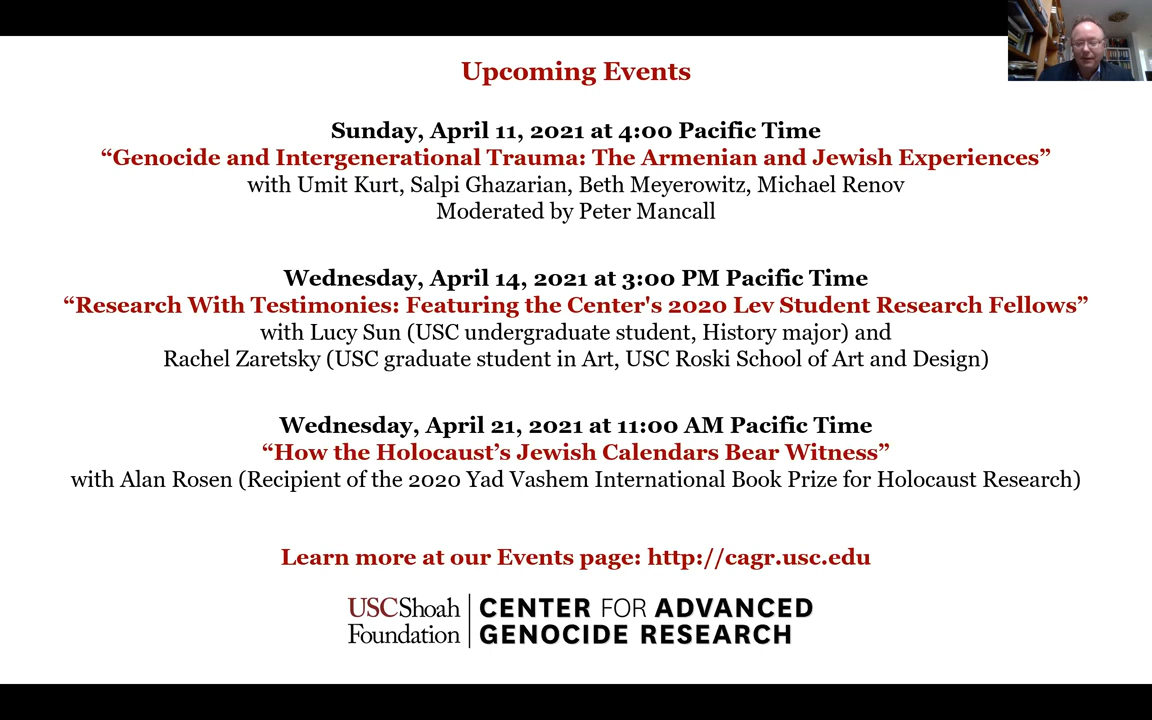 Upcoming Events
Sunday, April 11, 2021 at 4:00 Pacific Time
“Genocide and Intergenerational Trauma: The Armenian and Jewish Experiences”
with Umit Kurt, Salpi Ghazarian, Beth Meyerowitz, Michael Renov
Moderated by Peter Mancall
Wednesday, April 14, 2021 at 3:00 PM Pacific Time
“Research With Testimonies: Featuring the Center's 2020 Lev Student Research Fellows”
with Lucy Sun (USC undergraduate student, History major) and
Rachel Zaretsky (USC graduate student in Art, USC Roski School of Art and Design)
Wednesday, April 21, 2021 at 11:00 AM Pacific Time
“How the Holocaust’s Jewish Calendars Bear Witness”
with Alan Rosen (Recipient of the 2020 Yad Vashem International Book Prize for Holocaust Research)
Learn more at our Events page: http://cagr.usc.edu
USCShoah
Foundation
CENTER FOR ADVANCED
GENOCIDE RESEARCH